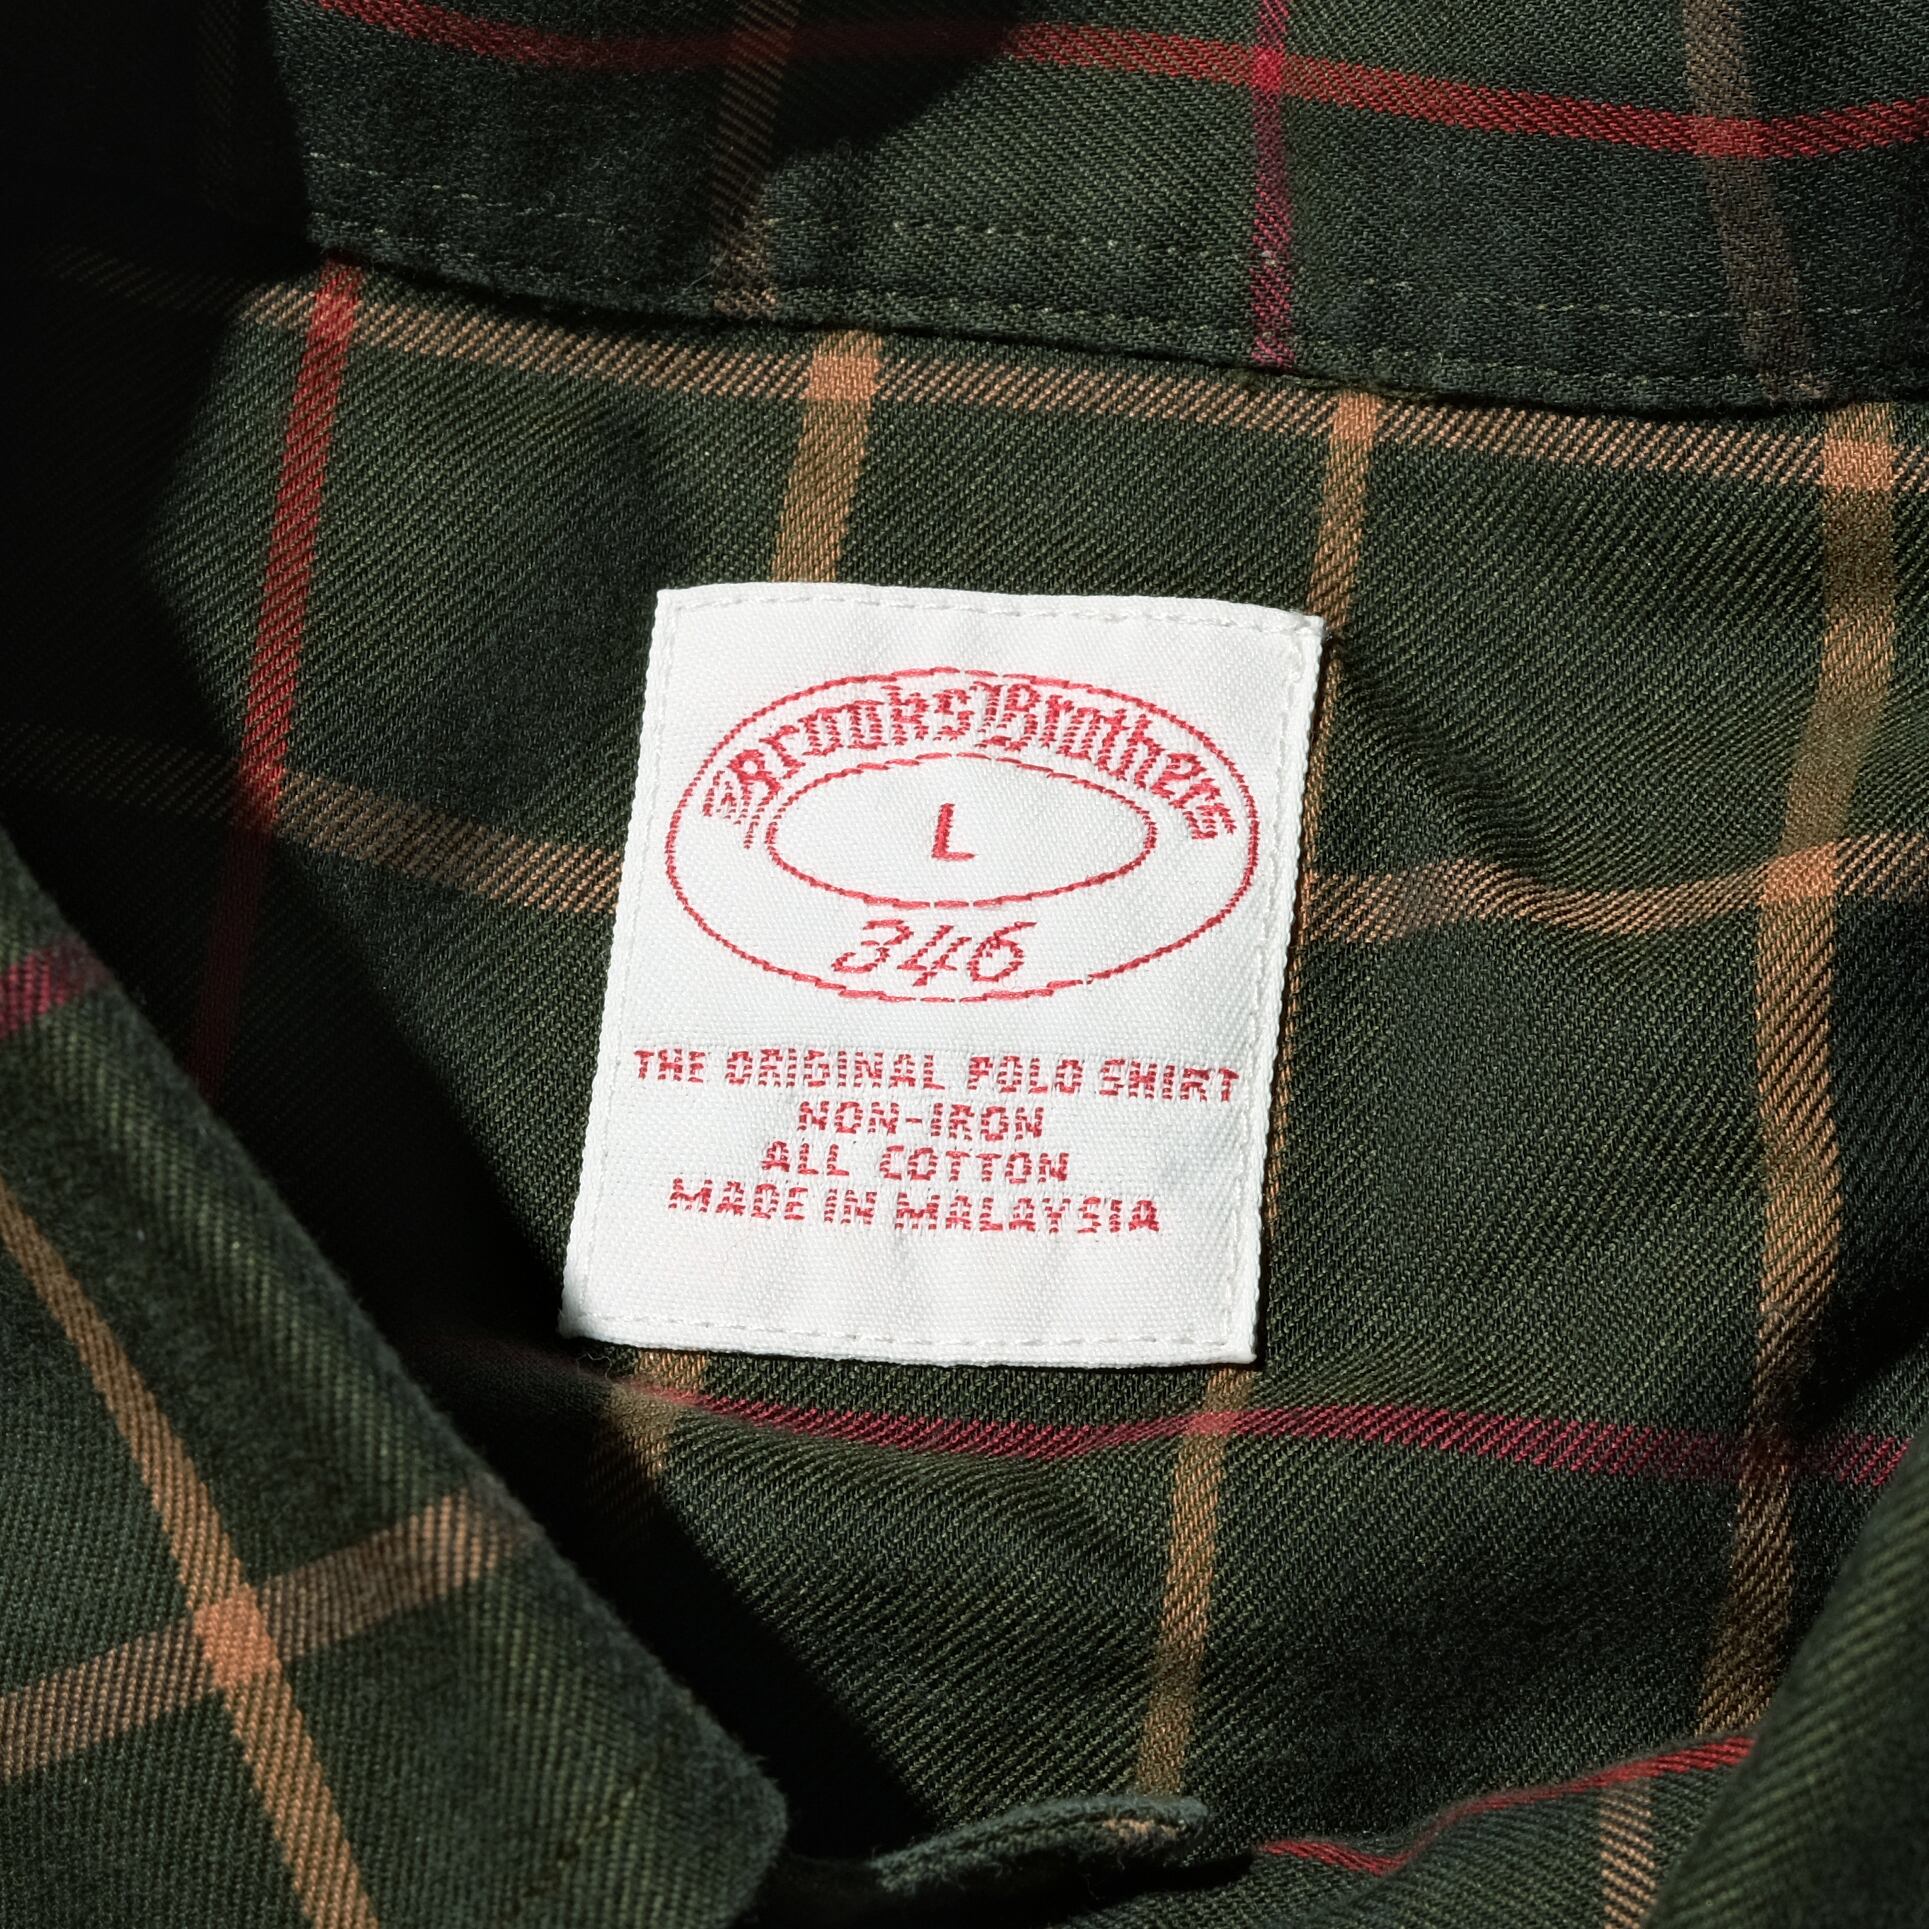 Brooks Brothers
L
346
THE ORIGINAL POLO SHIRT
NON-IRON
ALL COTTON
MADE IN MALAYSIA